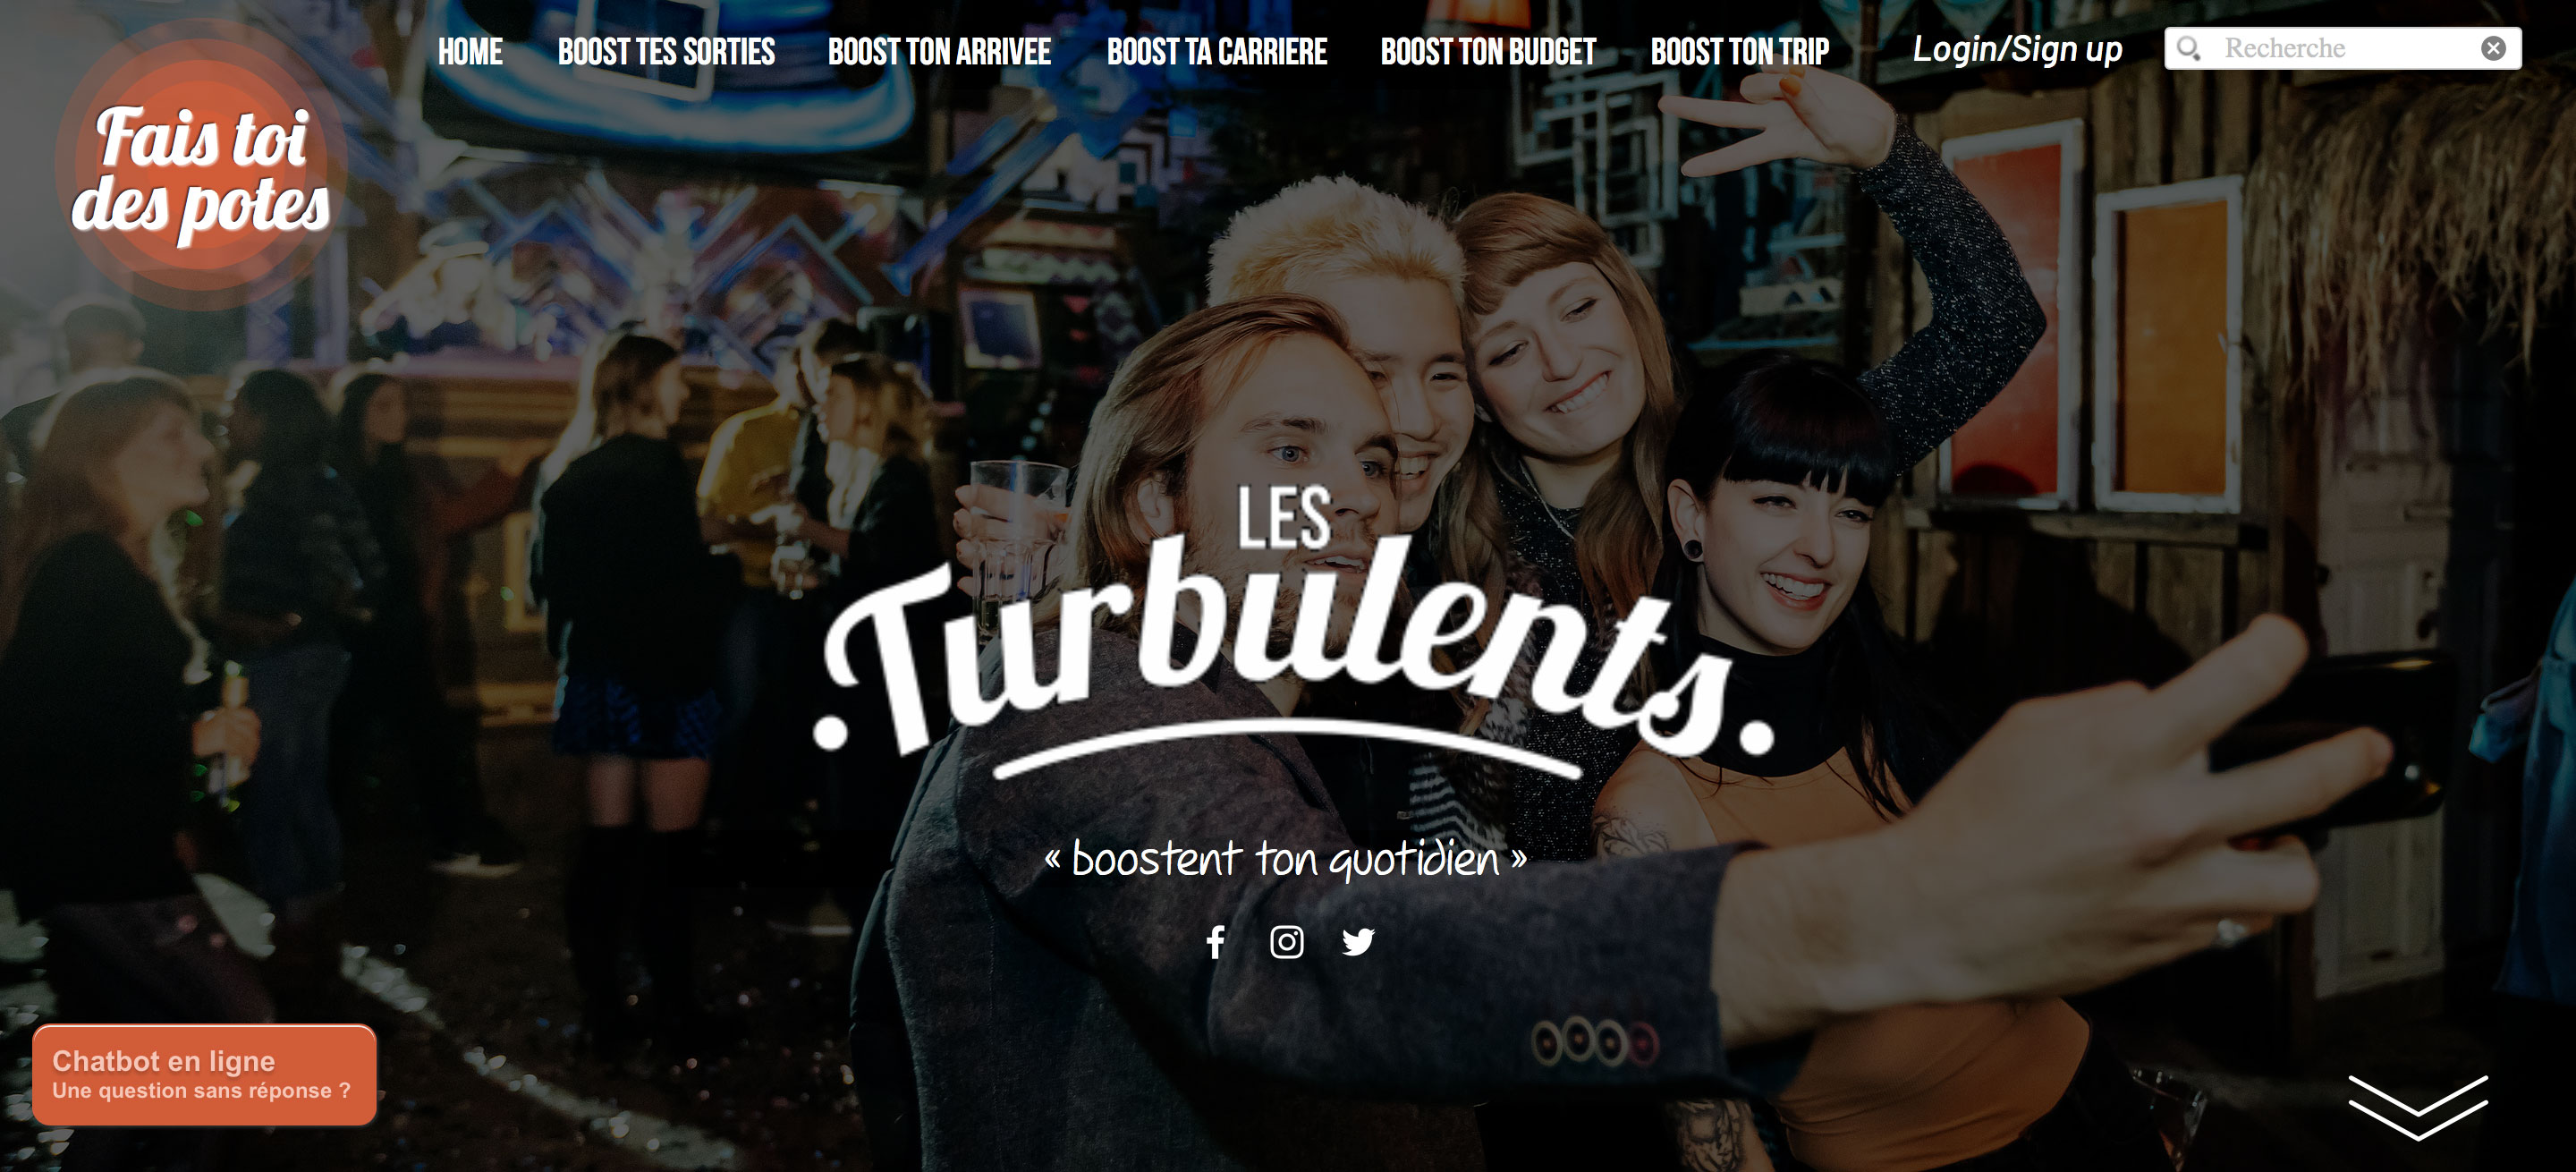 HOME BOOST TES SORTIES BOOST TON ARRIVEE BOOST TA CARRIERE BOOST TON BUDGET BOOST TON TRIP Login/Sign up Recherche
Fais toi
des potes
LES
.Turbulents.
« boostent ton quotidien »
Chatbot en ligne
Une question sans réponse ?